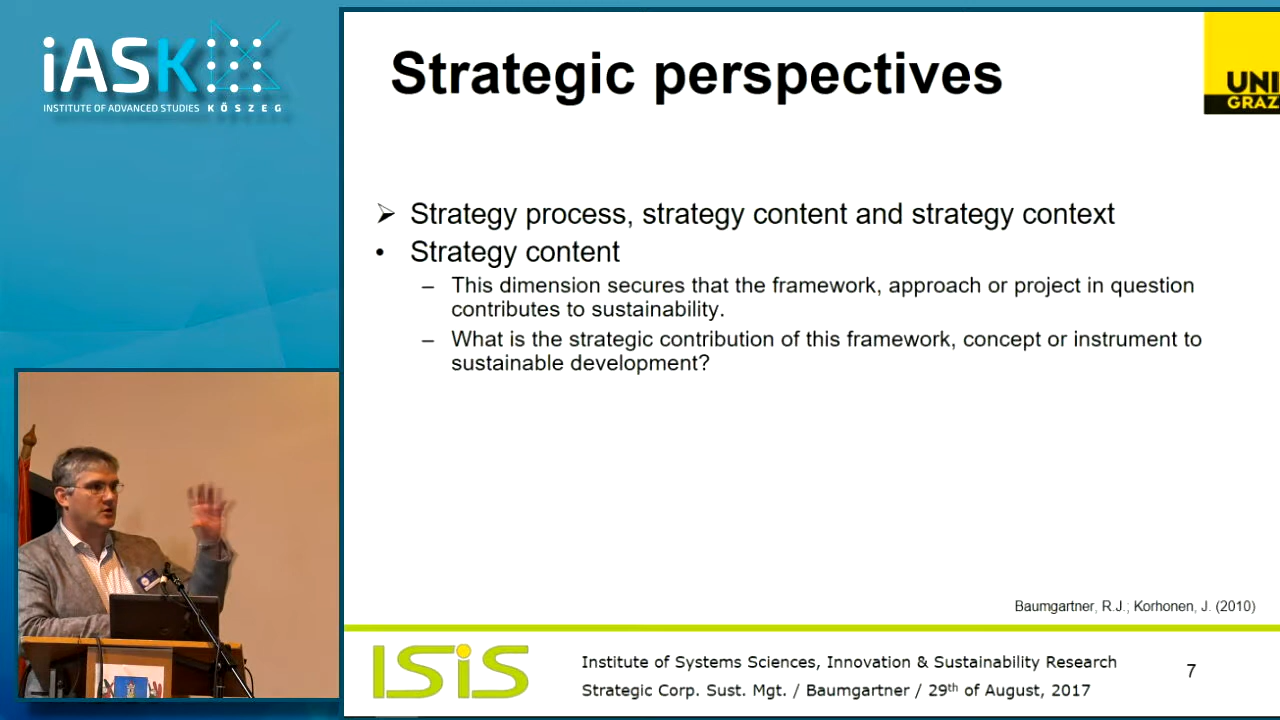 iASK
INSTITUTE OF ADVANCED STUDIES KŐSZEG
Strategic perspectives
UNI
GRAZ
➢ Strategy process, strategy content and strategy context
• Strategy content
– This dimension secures that the framework, approach or project in question
contributes to sustainability.
– What is the strategic contribution of this framework, concept or instrument to
sustainable development?
Baumgartner, R.J.; Korhonen, J. (2010)
ISIS
Institute of Systems Sciences, Innovation & Sustainability Research
Strategic Corp. Sust. Mgt. / Baumgartner / 29th of August, 2017
7